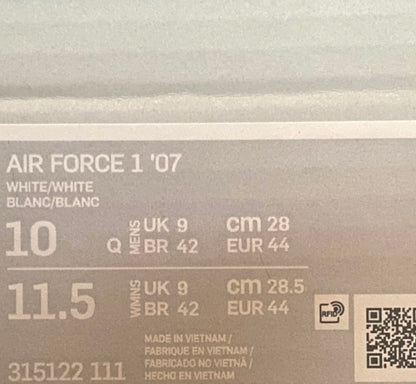 AIR FORCE 1 '07
WHITE/WHITE
BLANC/BLANC
10 Q MENS UK 9 cm 28
BR 42 EUR 44
11.5 WMNS UK 9 cm 28.5
BR 42 EUR 44
RFID
MADE IN VIETNAM /
FABRIQUÉ EN VIETNAM /
FABRICADO NO VIETNÃ /
315122 111 HECHO EN VIETNAM